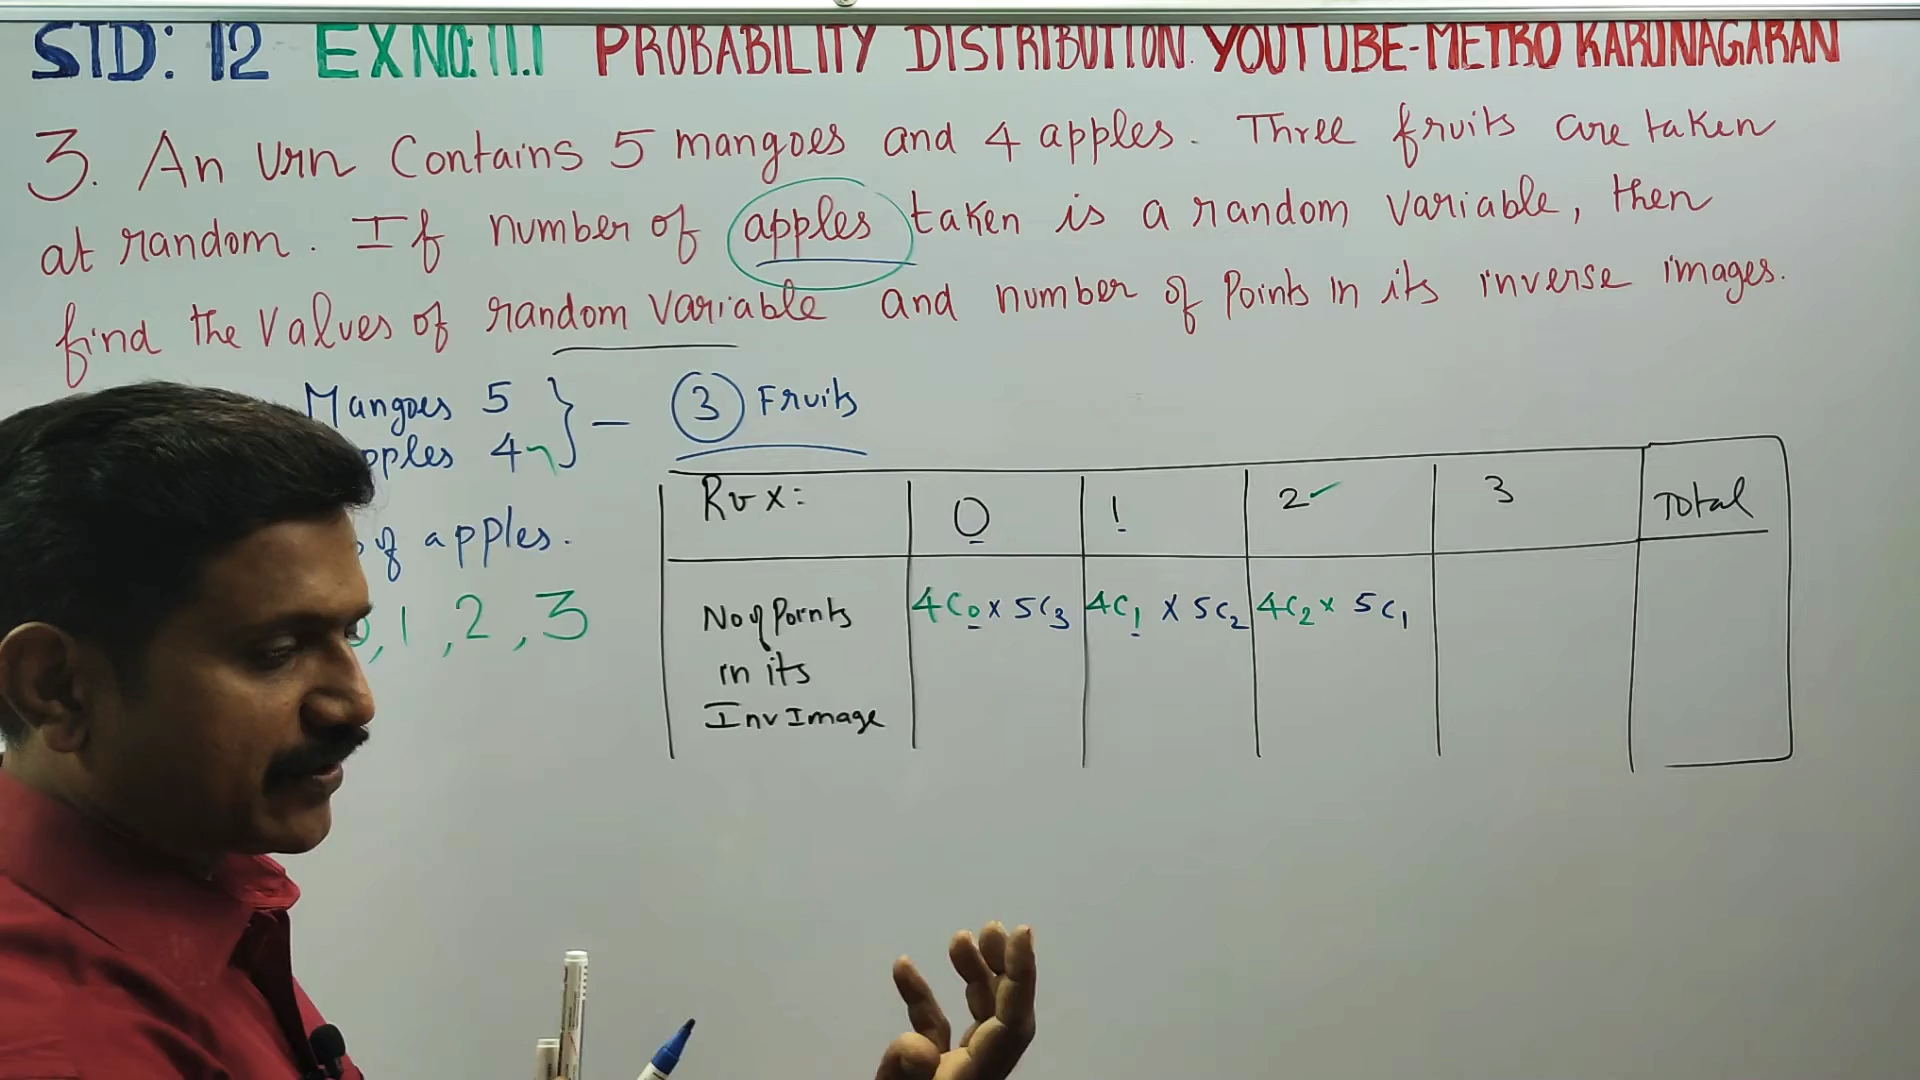 STD: 12 EX NO: 11.1 PROBABILITY DISTRIBUTION. YOUTUBE-METRO KARUNAGARAN
3. An Urn Contains 5 mangoes and 4 apples. Three fruits are taken
at random. If number of apples taken is a random variable, then
find the Values of random variable and number of Points in its inverse images.
Mangoes 5 } — 3 Fruits
pples 4
of apples.
, 1, 2, 3
Rv X: 0 1 2 ✓ 3 Total
No of Points 4C0 x 5C3 4C1 x 5C2 4C2 x 5C1
in its
Inv Image